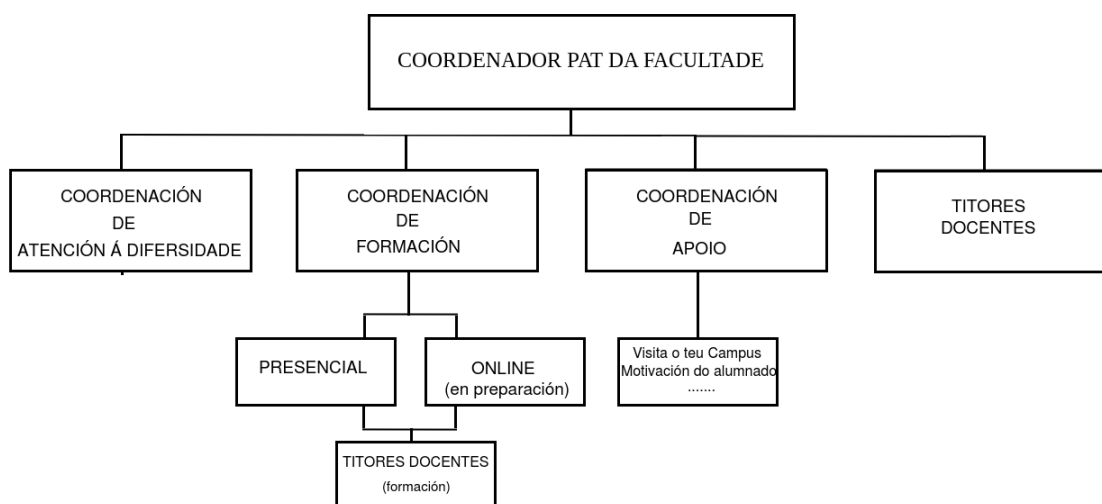 COORDENADOR PAT DA FACULTADE
COORDENACIÓN
DE
ATENCIÓN Á DIFERSIDADE
COORDENACIÓN
DE
FORMACIÓN
COORDENACIÓN
DE
APOIO
TITORES
DOCENTES
PRESENCIAL
ONLINE
(en preparación)
Visita o teu Campus
Motivación do alumnado
.......
TITORES DOCENTES
(formación)